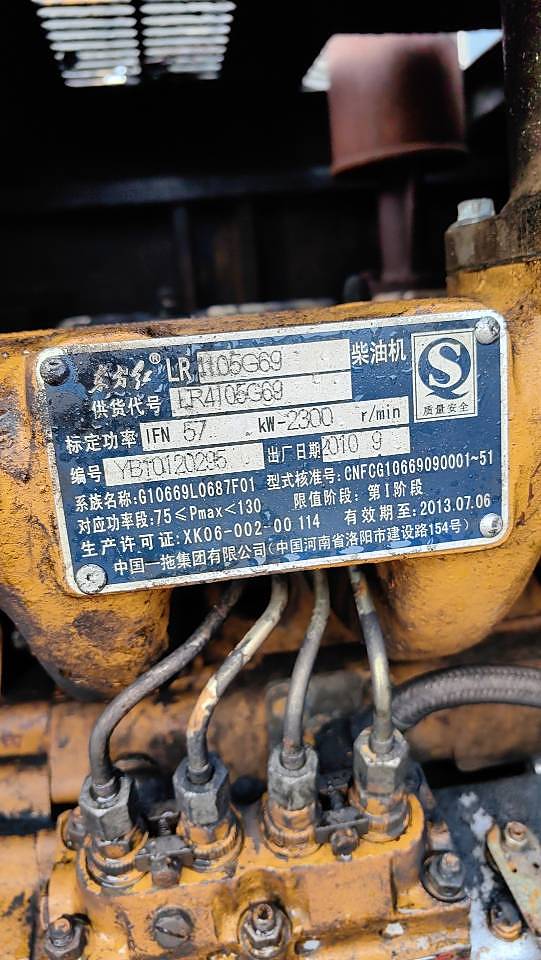 东方红® LR4105G69 柴油机
供货代号 LR4105G69
标定功率 IFN 57 kW-2300 r/min
质量安全
编号 YB10120295 出厂日期 2010 9
系族名称:G10669L0687F01 型式核准号:CNFCG10669090001~51
对应功率段:75≤Pmax<130 限值阶段:第Ⅰ阶段
生产许可证:XK06-002-00 114 有效期至:2013.07.06
中国一拖集团有限公司(中国河南省洛阳市建设路154号)